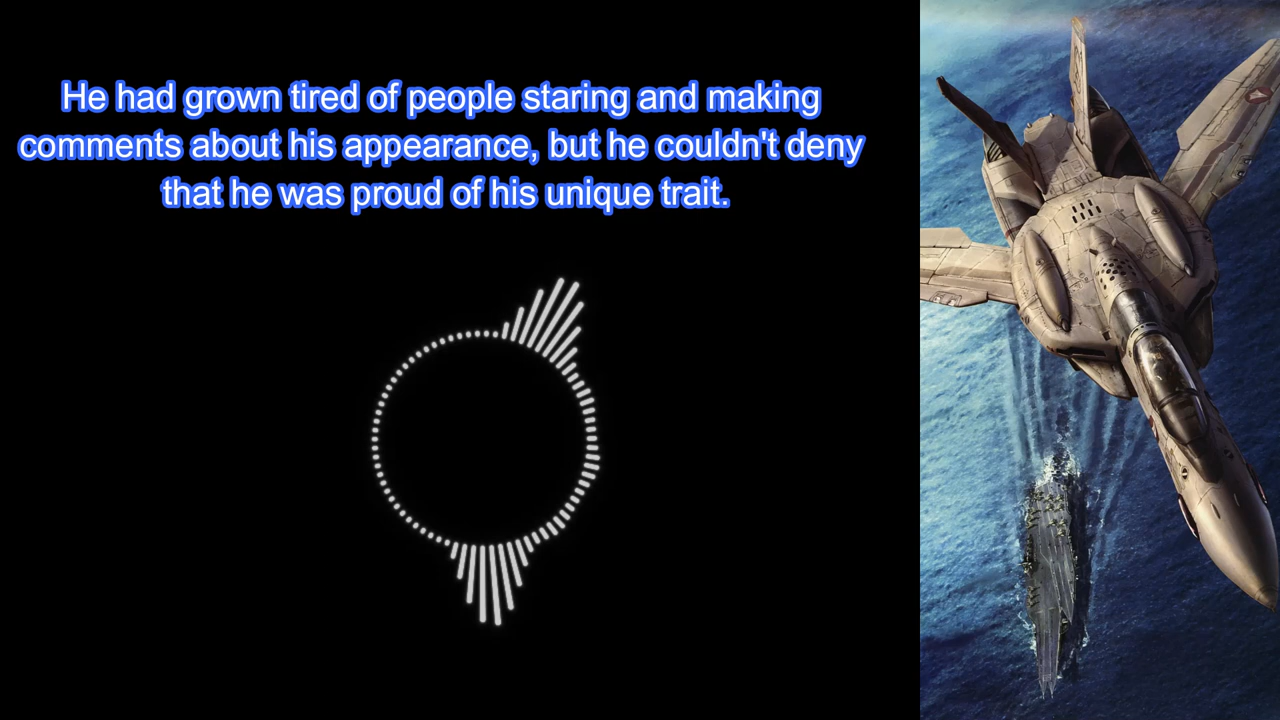 He had grown tired of people staring and making
comments about his appearance, but he couldn't deny
that he was proud of his unique trait.